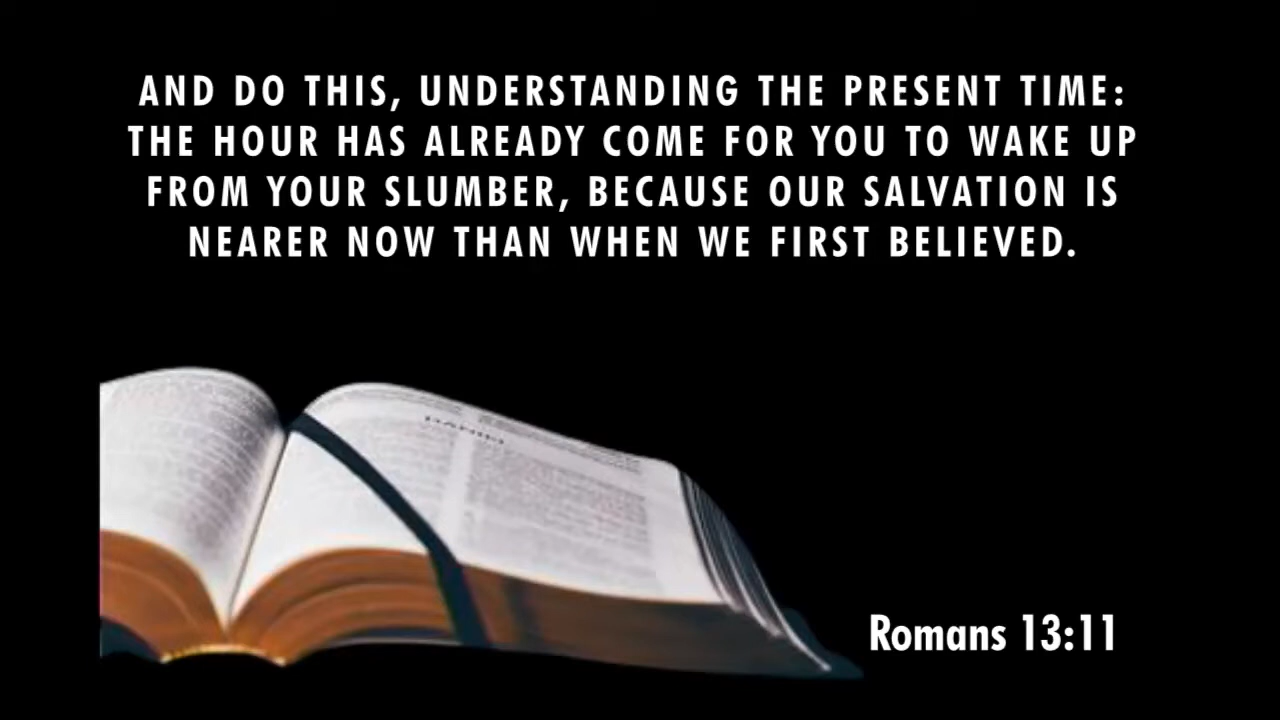 AND DO THIS, UNDERSTANDING THE PRESENT TIME:
THE HOUR HAS ALREADY COME FOR YOU TO WAKE UP
FROM YOUR SLUMBER, BECAUSE OUR SALVATION IS
NEARER NOW THAN WHEN WE FIRST BELIEVED.
DANIEL
Romans 13:11